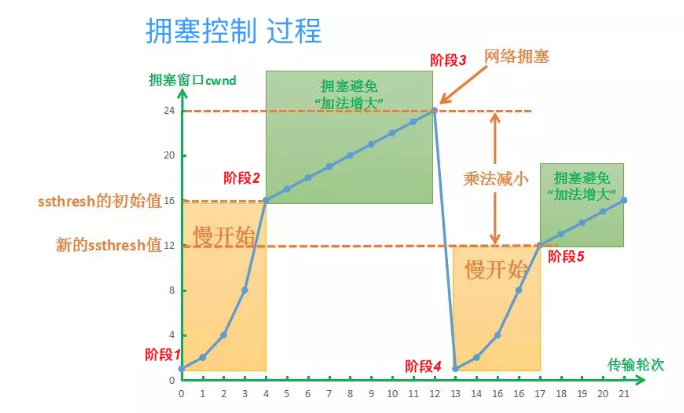 拥塞控制 过程
阶段3
网络拥塞
拥塞窗口cwnd
拥塞避免
“加法增大”
24
20
阶段2
乘法减小
拥塞避免
“加法增大”
ssthresh的初始值
16
慢开始
新的ssthresh值
12
慢开始
阶段5
8
4
阶段1
阶段4
传输轮次
0
0 1 2 3 4 5 6 7 8 9 10 11 12 13 14 16 16 17 18 19 20 21